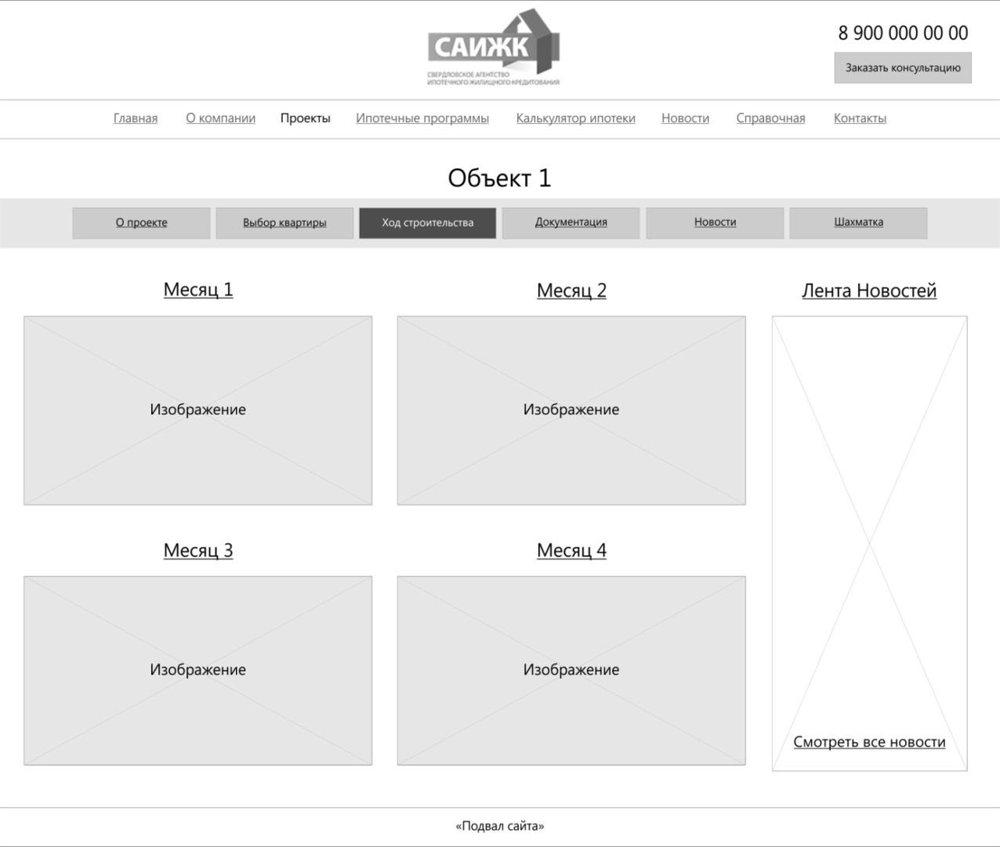 САИЖК
СВЕРДЛОВСКОЕ АГЕНТСТВО
ИПОТЕЧНОГО ЖИЛИЩНОГО КРЕДИТОВАНИЯ
8 900 000 00 00
Заказать консультацию
Главная О компании Проекты Ипотечные программы Калькулятор ипотеки Новости Справочная Контакты
Объект 1
О проекте Выбор квартиры Ход строительства Документация Новости Шахматка
Месяц 1 Месяц 2 Лента Новостей
Изображение Изображение
Месяц 3 Месяц 4
Изображение Изображение
Смотреть все новости
«Подвал сайта»